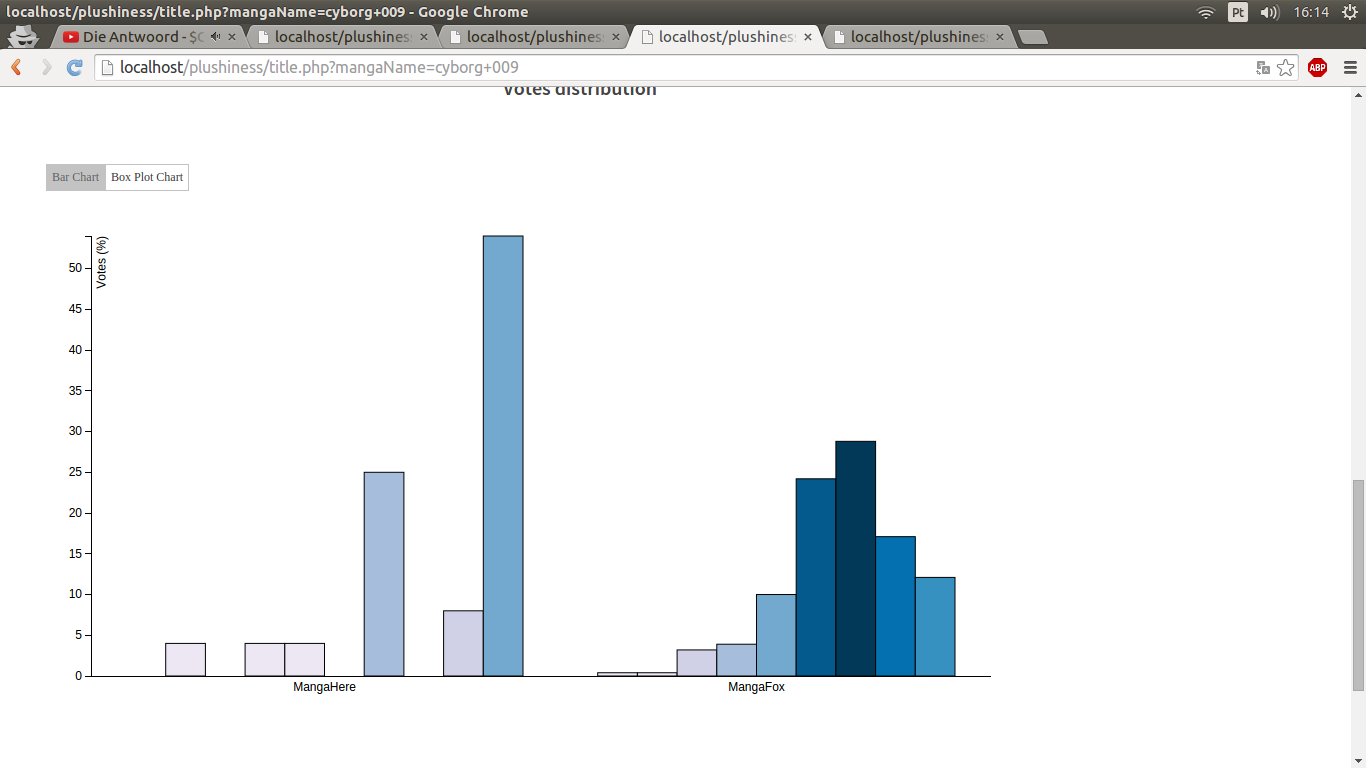 localhost/plushiness/title.php?mangaName=cyborg+009 - Google Chrome
Pt
16:14
Die Antwoord - $C
localhost/plushiness
localhost/plushiness
localhost/plushiness
localhost/plushiness
localhost/plushiness/title.php?mangaName=cyborg+009
ABP
Votes distribution
Bar Chart
Box Plot Chart
Votes (%)
50
45
40
35
30
25
20
15
10
5
0
MangaHere
MangaFox